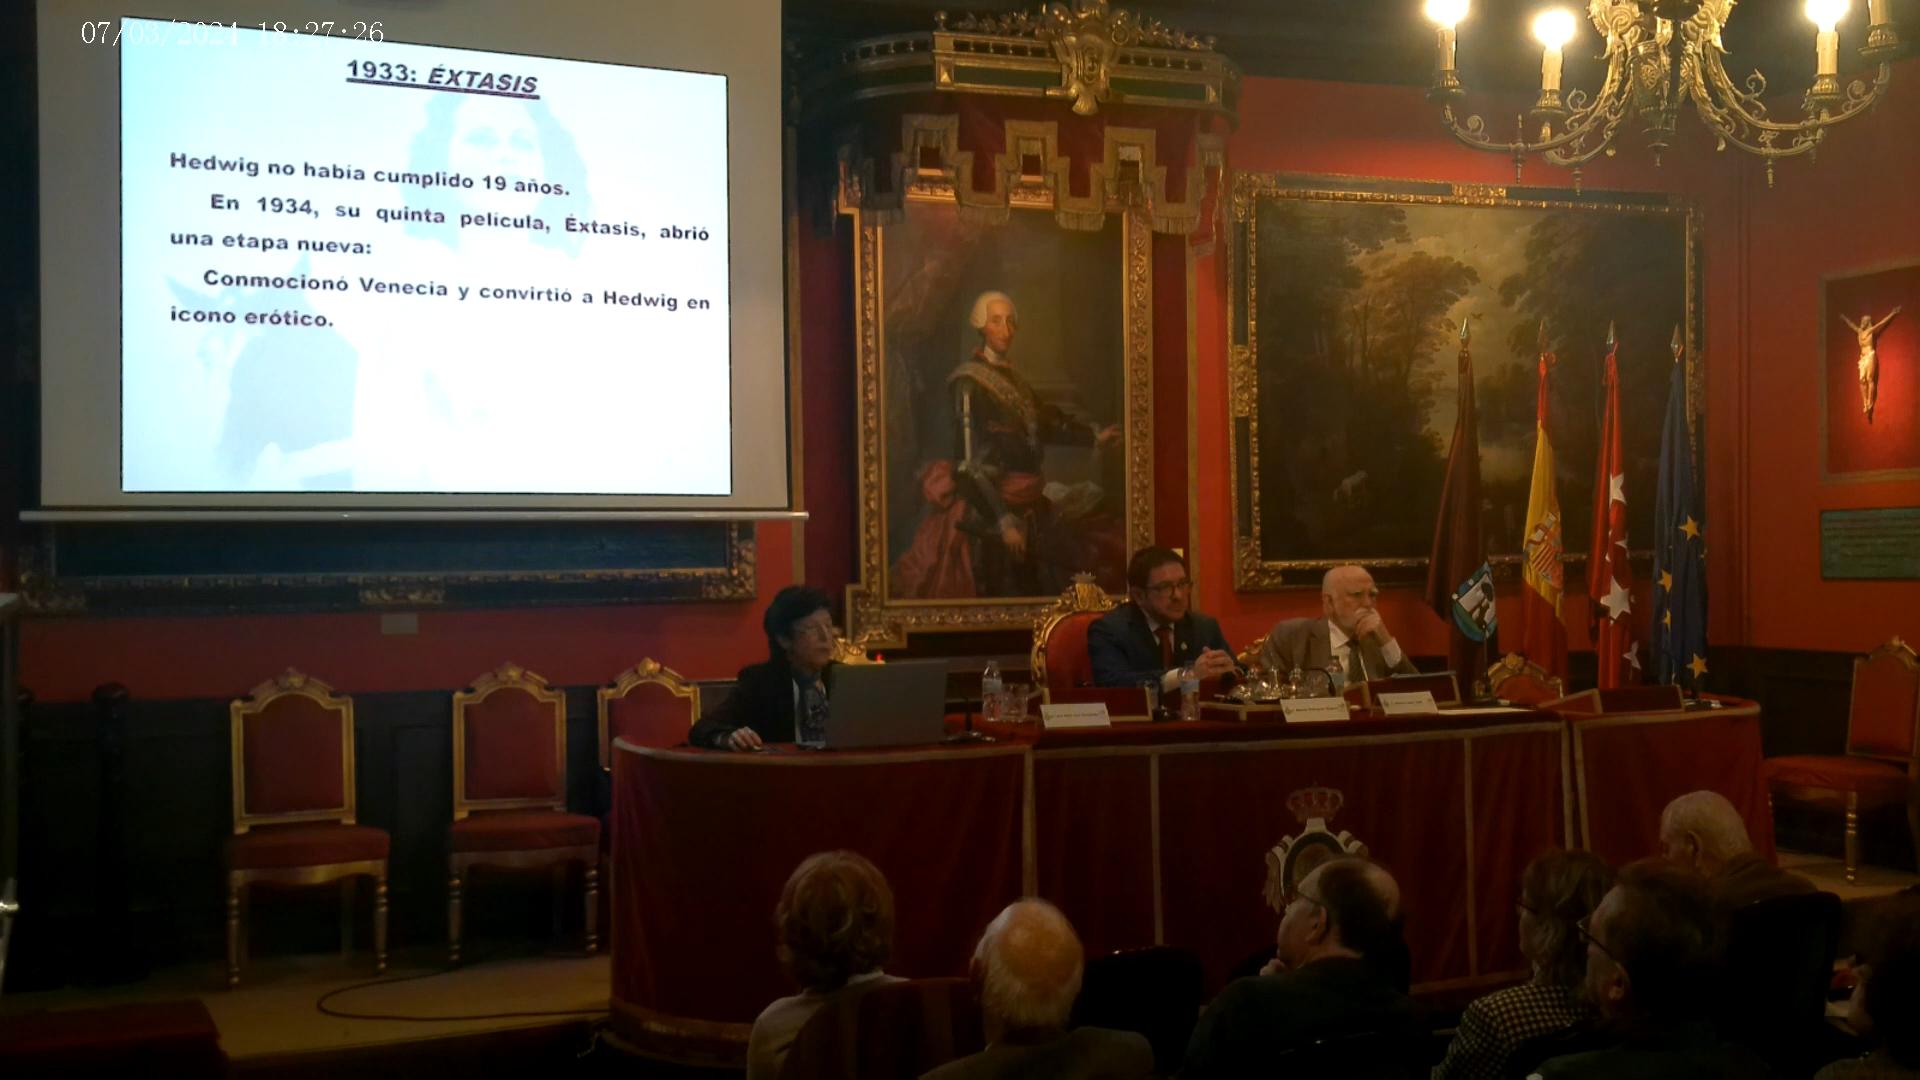 07/03/2024 18:27:26
1933: ÉXTASIS
Hedwig no había cumplido 19 años.
En 1934, su quinta película, Éxtasis, abrió
una etapa nueva:
Conmocionó Venecia y convirtió a Hedwig en
icono erótico.